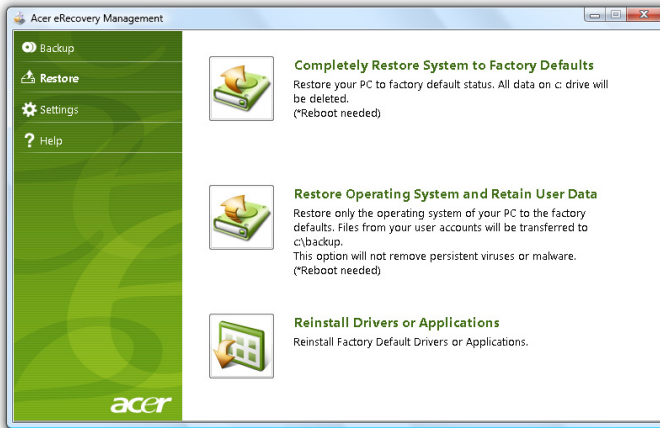 Acer eRecovery Management
Backup
Restore
Settings
Help
Completely Restore System to Factory Defaults
Restore your PC to factory default status. All data on c: drive will
be deleted.
(*Reboot needed)
Restore Operating System and Retain User Data
Restore only the operating system of your PC to the factory
defaults. Files from your user accounts will be transferred to
c:\backup.
This option will not remove persistent viruses or malware.
(*Reboot needed)
Reinstall Drivers or Applications
Reinstall Factory Default Drivers or Applications.
acer